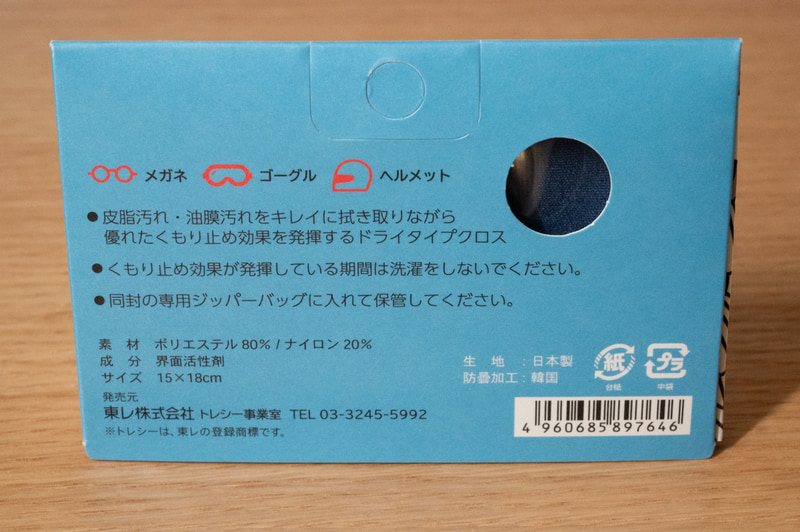 メガネ ゴーグル ヘルメット
●皮脂汚れ・油膜汚れをキレイに拭き取りながら
優れたくもり止め効果を発揮するドライタイプクロス
●くもり止め効果が発揮している期間は洗濯をしないでください。
●同封の専用ジッパーバッグに入れて保管してください。
素 材 ポリエステル 80% / ナイロン 20%
成 分 界面活性剤
サイズ 15×18cm
発売元
東レ株式会社 トレシー事業室 TEL 03-3245-5992
※トレシーは、東レの登録商標です。
生 地 : 日本製
防曇加工 : 韓国
紙
台紙
プラ
中袋
4 960685 897646